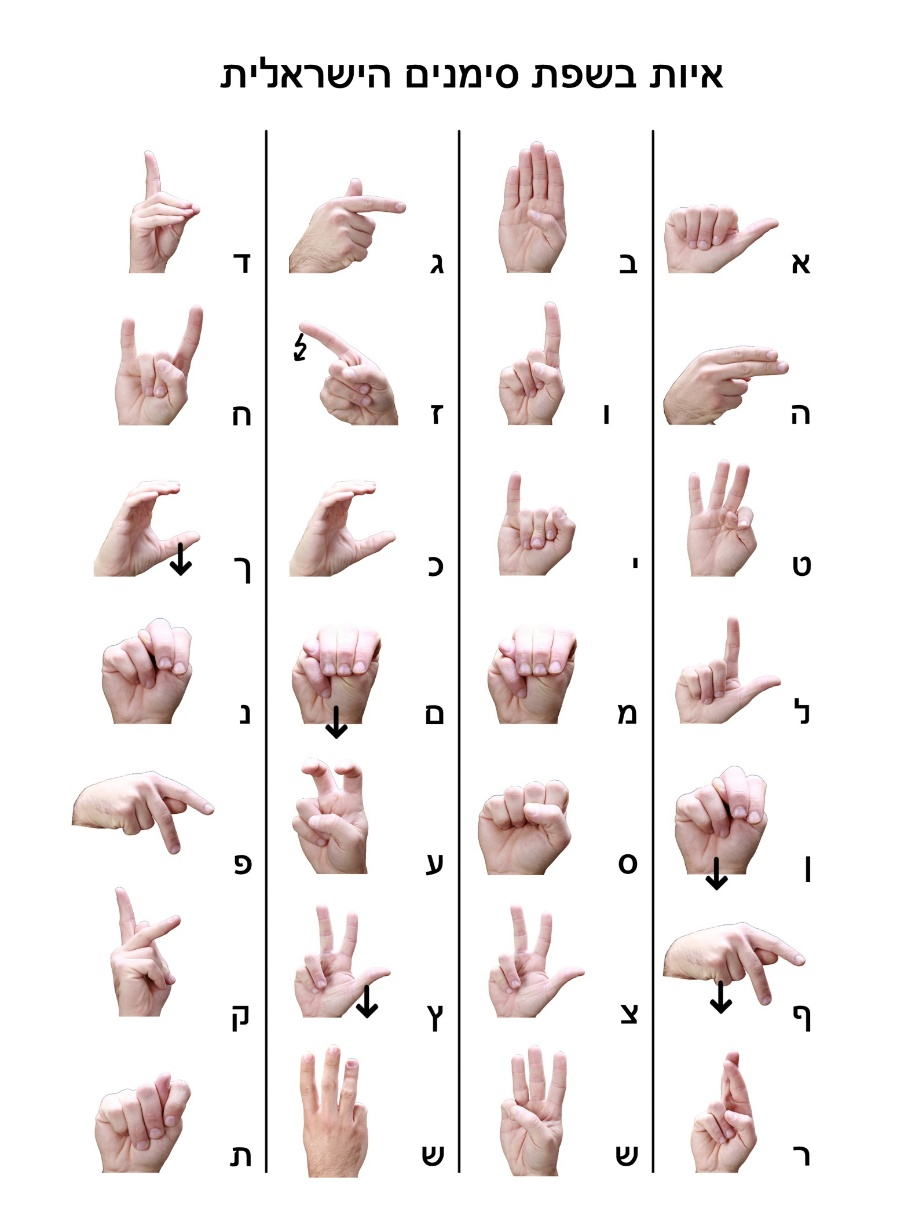 איות בשפת סימנים הישראלית
א
ב
ג
ד
ה
ו
ז
ח
ט
י
כ
ך
ל
מ
ם
נ
ן
ס
ע
פ
ף
צ
ץ
ק
ר
ש
ש
ת